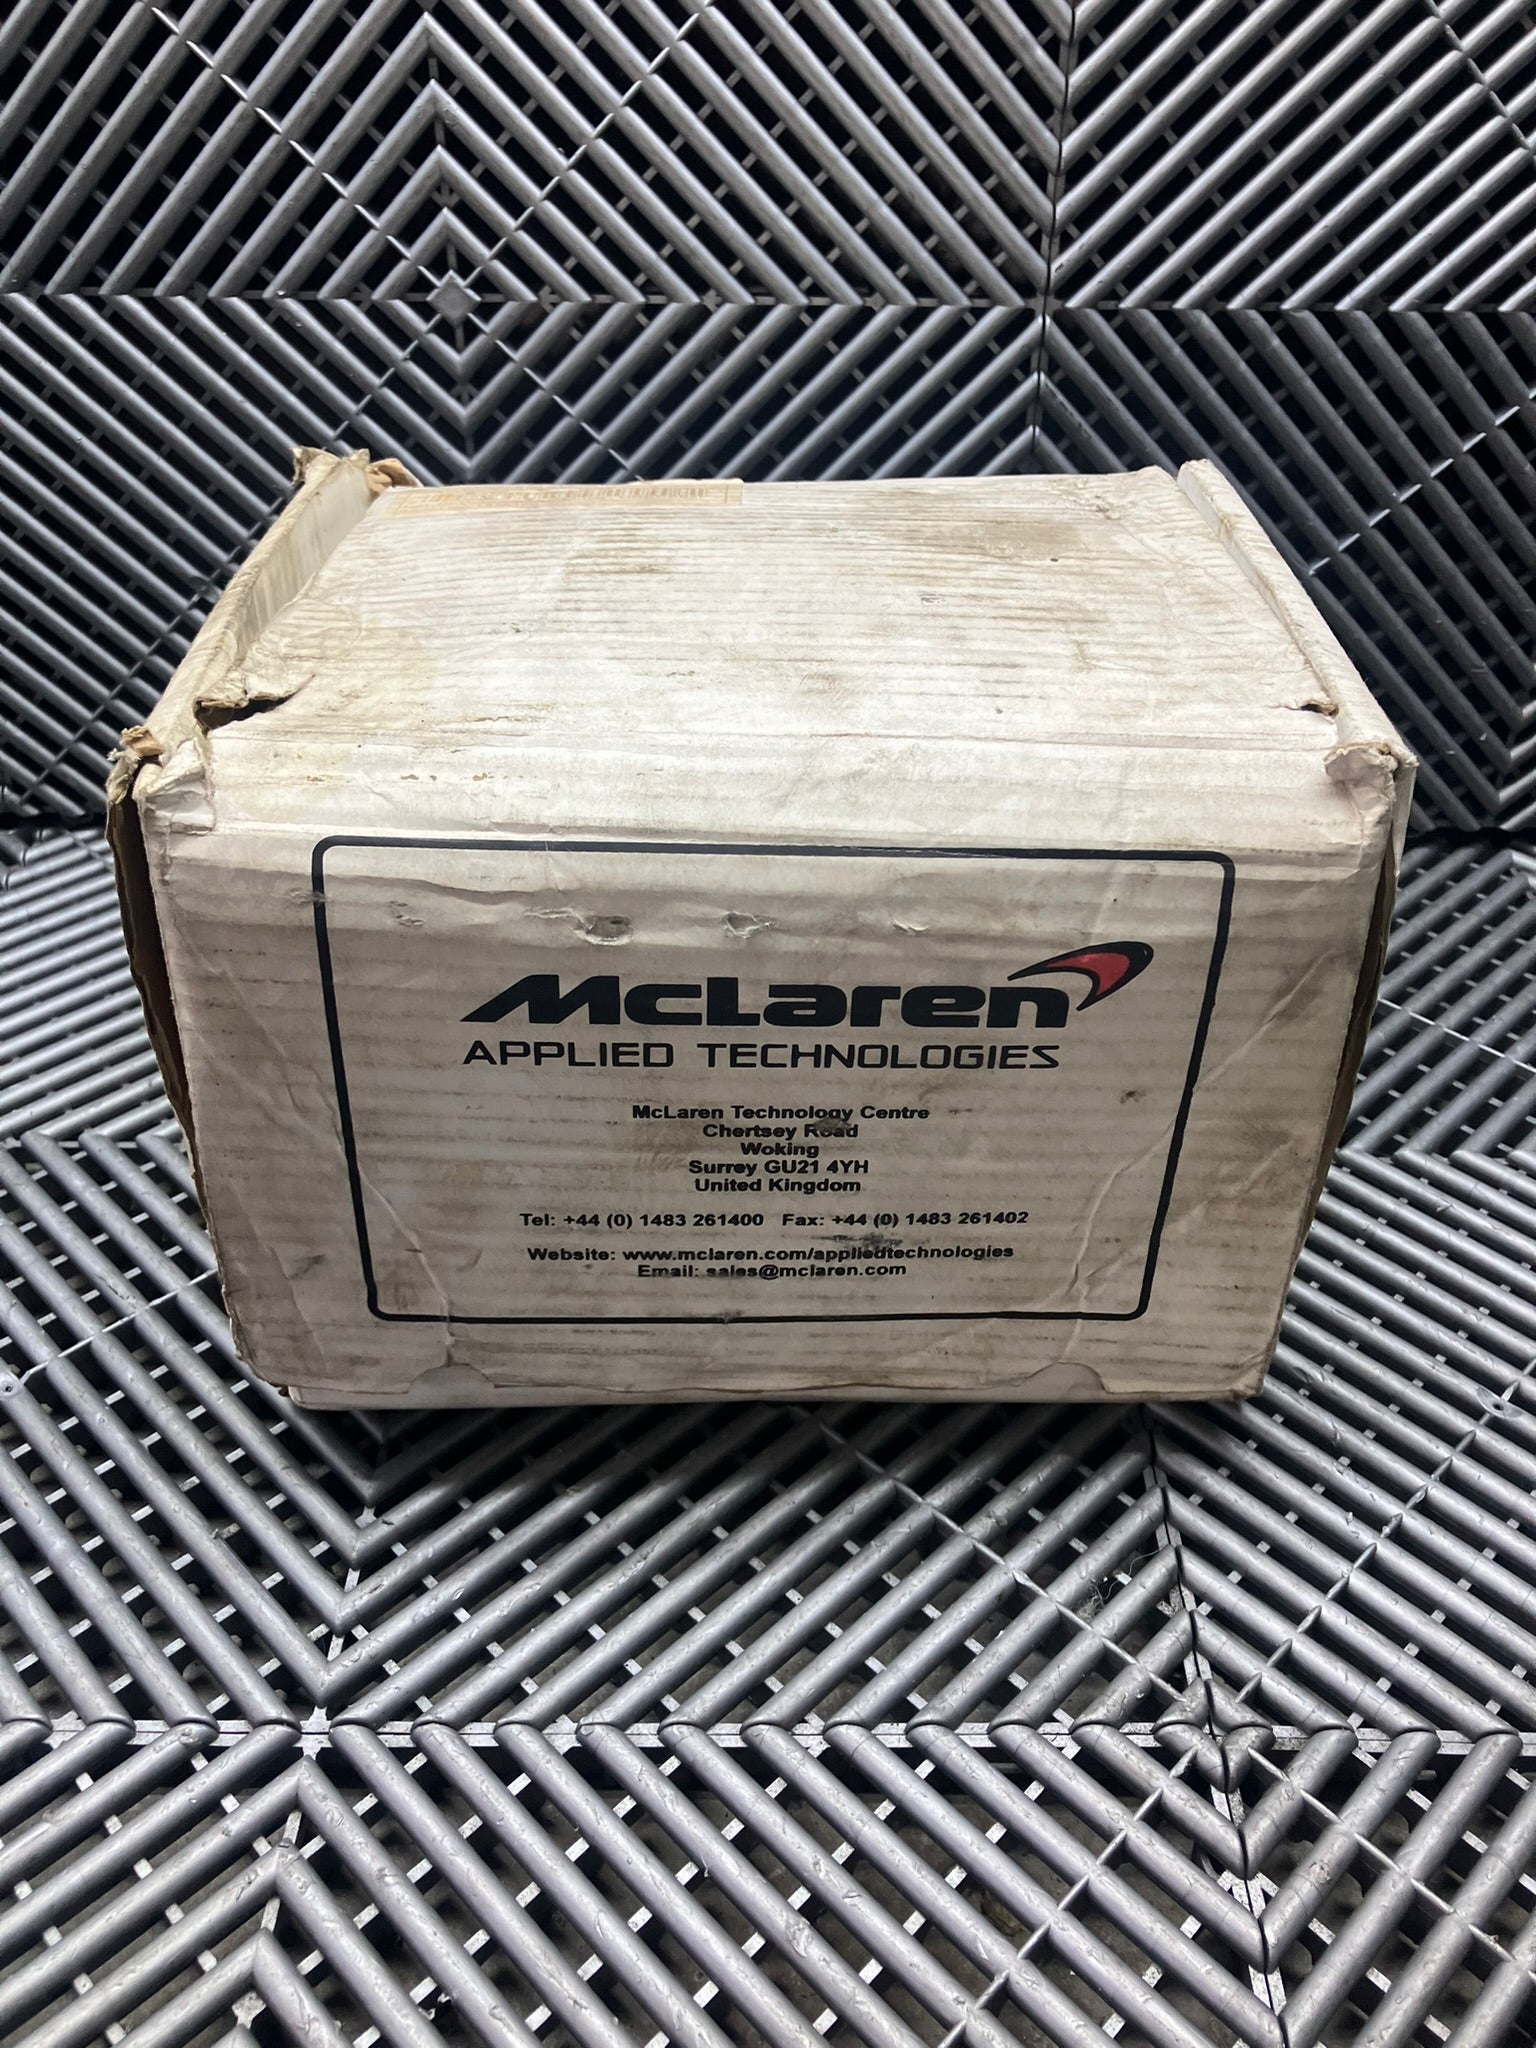 McLaren
APPLIED TECHNOLOGIES
McLaren Technology Centre
Chertsey Road
Woking
Surrey GU21 4YH
United Kingdom
Tel: +44 (0) 1483 261400 Fax: +44 (0) 1483 261402
Website: www.mclaren.com/appliedtechnologies
Email: sales@mclaren.com